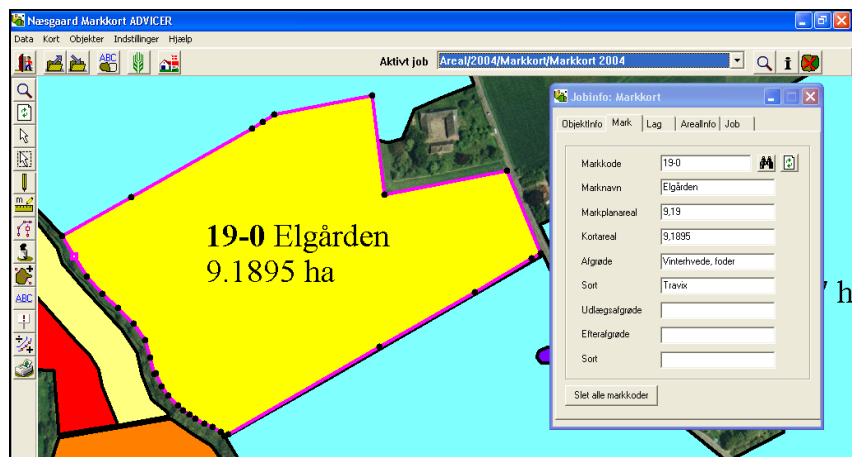 Næsgaard Markkort ADVICER
Data Kort Objekter Indstillinger Hjælp
ABC
Aktivt job Areal/2004/Markkort/Markkort 2004
i
m
ABC
19-0 Elgården
9.1895 ha
7 h
Jobinfo: Markkort
ObjektInfo Mark Lag ArealInfo Job
Markkode 19-0
Marknavn Elgården
Markplanareal 9,19
Kortareal 9,1895
Afgrøde Vinterhvede, foder
Sort Travix
Udlægsafgrøde
Efterafgrøde
Sort
Slet alle markkoder